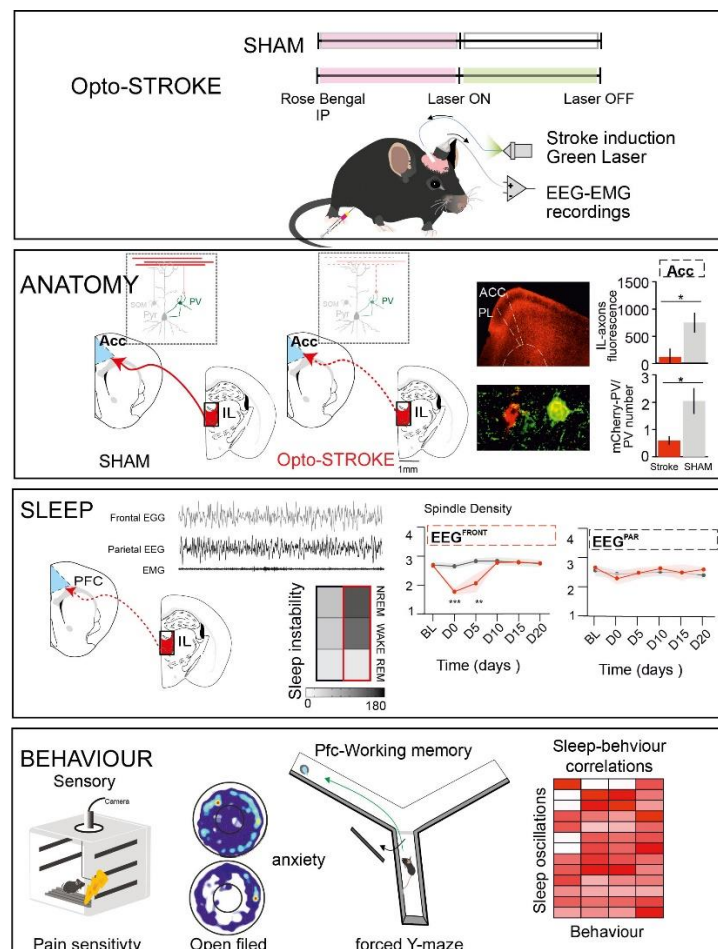 SHAM
Opto-STROKE
Rose Bengal
IP
Laser ON
Laser OFF
Stroke induction
Green Laser
EEG-EMG
recordings
ANATOMY
SOM
Pyr
PV
Acc
IL
SHAM
SOM
Pyr
PV
Acc
IL
Opto-STROKE
1mm
ACC
PL
Acc
IL-axons
fluorescence
1500
1000
500
0
*
mCherry-PV/
PV number
3
2
1
0
*
Stroke SHAM
SLEEP
Frontal EGG
Parietal EEG
EMG
PFC
IL
Sleep instability
NREM WAKE REM
0 180
Spindle Density
EEG FRONT
4
3
2
1
*** **
BL D0 D5 D10 D15 D20
Time (days )
EEG PAR
4
3
2
1
BL D0 D5 D10 D15 D20
Time (days )
BEHAVIOUR
Sensory
Camera
Pain sensitivty
anxiety
Open filed
Pfc-Working memory
forced Y-maze
Sleep-behviour
correlations
Sleep oscillations
Behaviour